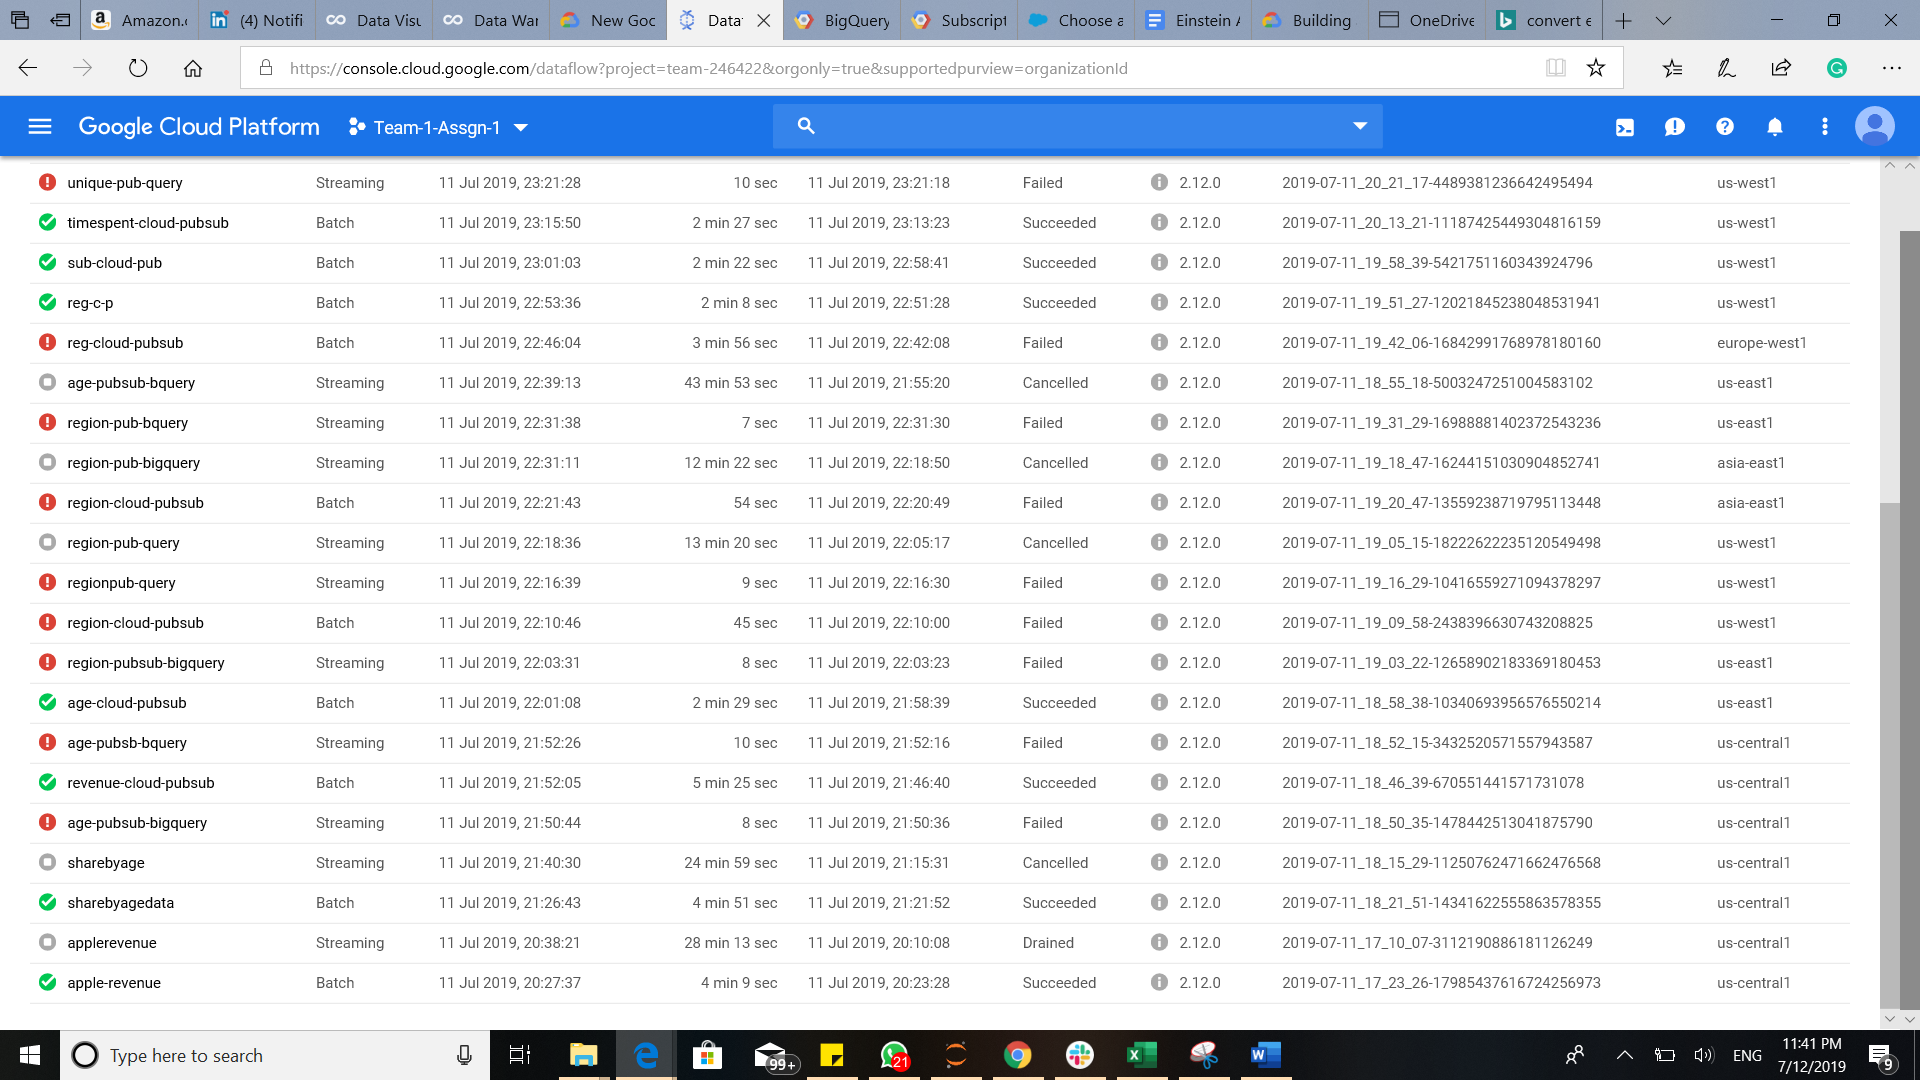 Amazon.c (4) Notifi Data Visu Data War New Goc Data BigQuery Subscript Choose a Einstein A Building OneDrive convert e
https://console.cloud.google.com/dataflow?project=team-246422&orgonly=true&supportedpurview=organizationId
Google Cloud Platform Team-1-Assgn-1
unique-pub-query Streaming 11 Jul 2019, 23:21:28 10 sec 11 Jul 2019, 23:21:18 Failed 2.12.0 2019-07-11_20_21_17-4489381236642495494 us-west1
timespent-cloud-pubsub Batch 11 Jul 2019, 23:15:50 2 min 27 sec 11 Jul 2019, 23:13:23 Succeeded 2.12.0 2019-07-11_20_13_21-11187425449304816159 us-west1
sub-cloud-pub Batch 11 Jul 2019, 23:01:03 2 min 22 sec 11 Jul 2019, 22:58:41 Succeeded 2.12.0 2019-07-11_19_58_39-5421751160343924796 us-west1
reg-c-p Batch 11 Jul 2019, 22:53:36 2 min 8 sec 11 Jul 2019, 22:51:28 Succeeded 2.12.0 2019-07-11_19_51_27-12021845238048531941 us-west1
reg-cloud-pubsub Batch 11 Jul 2019, 22:46:04 3 min 56 sec 11 Jul 2019, 22:42:08 Failed 2.12.0 2019-07-11_19_42_06-16842991768978180160 europe-west1
age-pubsub-bquery Streaming 11 Jul 2019, 22:39:13 43 min 53 sec 11 Jul 2019, 21:55:20 Cancelled 2.12.0 2019-07-11_18_55_18-5003247251004583102 us-east1
region-pub-bquery Streaming 11 Jul 2019, 22:31:38 7 sec 11 Jul 2019, 22:31:30 Failed 2.12.0 2019-07-11_19_31_29-16988881402372543236 us-east1
region-pub-bigquery Streaming 11 Jul 2019, 22:31:11 12 min 22 sec 11 Jul 2019, 22:18:50 Cancelled 2.12.0 2019-07-11_19_18_47-16244151030904852741 asia-east1
region-cloud-pubsub Batch 11 Jul 2019, 22:21:43 54 sec 11 Jul 2019, 22:20:49 Failed 2.12.0 2019-07-11_19_20_47-13559238719795113448 asia-east1
region-pub-query Streaming 11 Jul 2019, 22:18:36 13 min 20 sec 11 Jul 2019, 22:05:17 Cancelled 2.12.0 2019-07-11_19_05_15-18222622235120549498 us-west1
regionpub-query Streaming 11 Jul 2019, 22:16:39 9 sec 11 Jul 2019, 22:16:30 Failed 2.12.0 2019-07-11_19_16_29-10416559271094378297 us-west1
region-cloud-pubsub Batch 11 Jul 2019, 22:10:46 45 sec 11 Jul 2019, 22:10:00 Failed 2.12.0 2019-07-11_19_09_58-2438396630743208825 us-west1
region-pubsub-bigquery Streaming 11 Jul 2019, 22:03:31 8 sec 11 Jul 2019, 22:03:23 Failed 2.12.0 2019-07-11_19_03_22-12658902183369180453 us-east1
age-cloud-pubsub Batch 11 Jul 2019, 22:01:08 2 min 29 sec 11 Jul 2019, 21:58:39 Succeeded 2.12.0 2019-07-11_18_58_38-10340693956576550214 us-east1
age-pubsb-bquery Streaming 11 Jul 2019, 21:52:26 10 sec 11 Jul 2019, 21:52:16 Failed 2.12.0 2019-07-11_18_52_15-3432520571557943587 us-central1
revenue-cloud-pubsub Batch 11 Jul 2019, 21:52:05 5 min 25 sec 11 Jul 2019, 21:46:40 Succeeded 2.12.0 2019-07-11_18_46_39-670551441571731078 us-central1
age-pubsub-bigquery Streaming 11 Jul 2019, 21:50:44 8 sec 11 Jul 2019, 21:50:36 Failed 2.12.0 2019-07-11_18_50_35-1478442513041875790 us-central1
sharebyage Streaming 11 Jul 2019, 21:40:30 24 min 59 sec 11 Jul 2019, 21:15:31 Cancelled 2.12.0 2019-07-11_18_15_29-11250762471662476568 us-central1
sharebyagedata Batch 11 Jul 2019, 21:26:43 4 min 51 sec 11 Jul 2019, 21:21:52 Succeeded 2.12.0 2019-07-11_18_21_51-14341622555863578355 us-central1
applerevenue Streaming 11 Jul 2019, 20:38:21 28 min 13 sec 11 Jul 2019, 20:10:08 Drained 2.12.0 2019-07-11_17_10_07-3112190886181126249 us-central1
apple-revenue Batch 11 Jul 2019, 20:27:37 4 min 9 sec 11 Jul 2019, 20:23:28 Succeeded 2.12.0 2019-07-11_17_23_26-17985437616724256973 us-central1
Type here to search 99+ 21 ENG 11:41 PM
7/12/2019 9